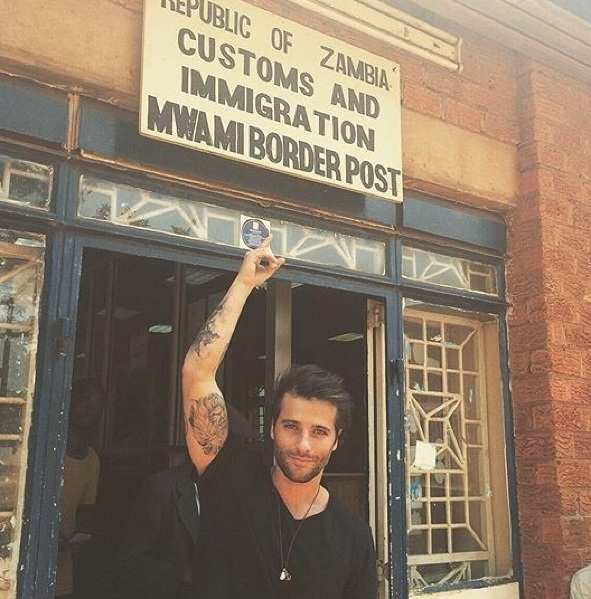 REPUBLIC OF ZAMBIA
CUSTOMS AND
IMMIGRATION
MWAMI BORDER POST